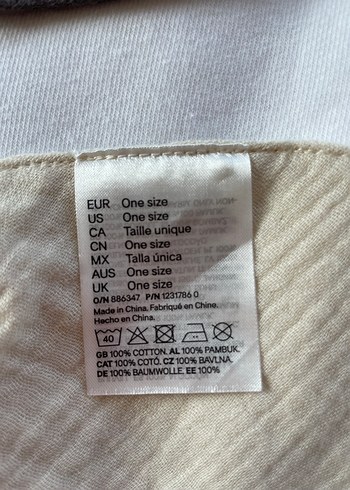 EUR One size
US One size
CA Taille unique
CN One size
MX Talla única
AUS One size
UK One size
O/N 886347 P/N 1231786 0
Made in China. Fabriqué en Chine.
Hecho en China.
40
GB 100% COTTON. AL 100% PAMBUK.
CAT 100% COTÓ. CZ 100% BAVLNA.
DE 100% BAUMWOLLE. EE 100%